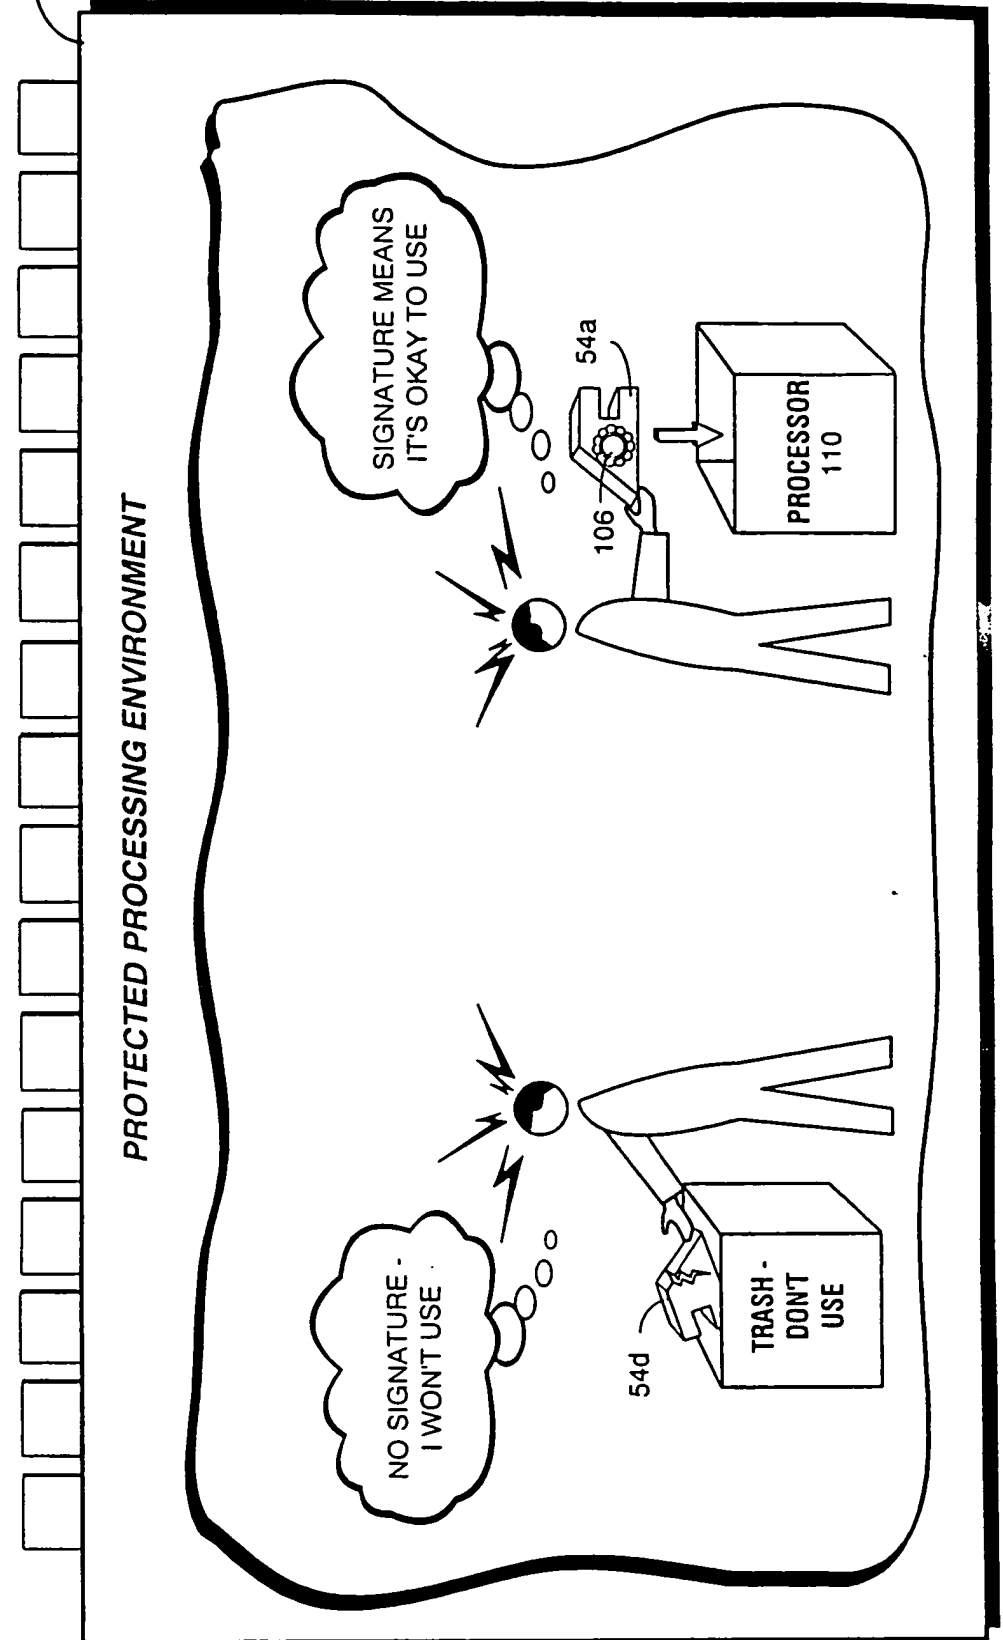 PROTECTED PROCESSING ENVIRONMENT
NO SIGNATURE -
I WON'T USE
54d
TRASH -
DON'T
USE
SIGNATURE MEANS
IT'S OKAY TO USE
54a
106
PROCESSOR
110